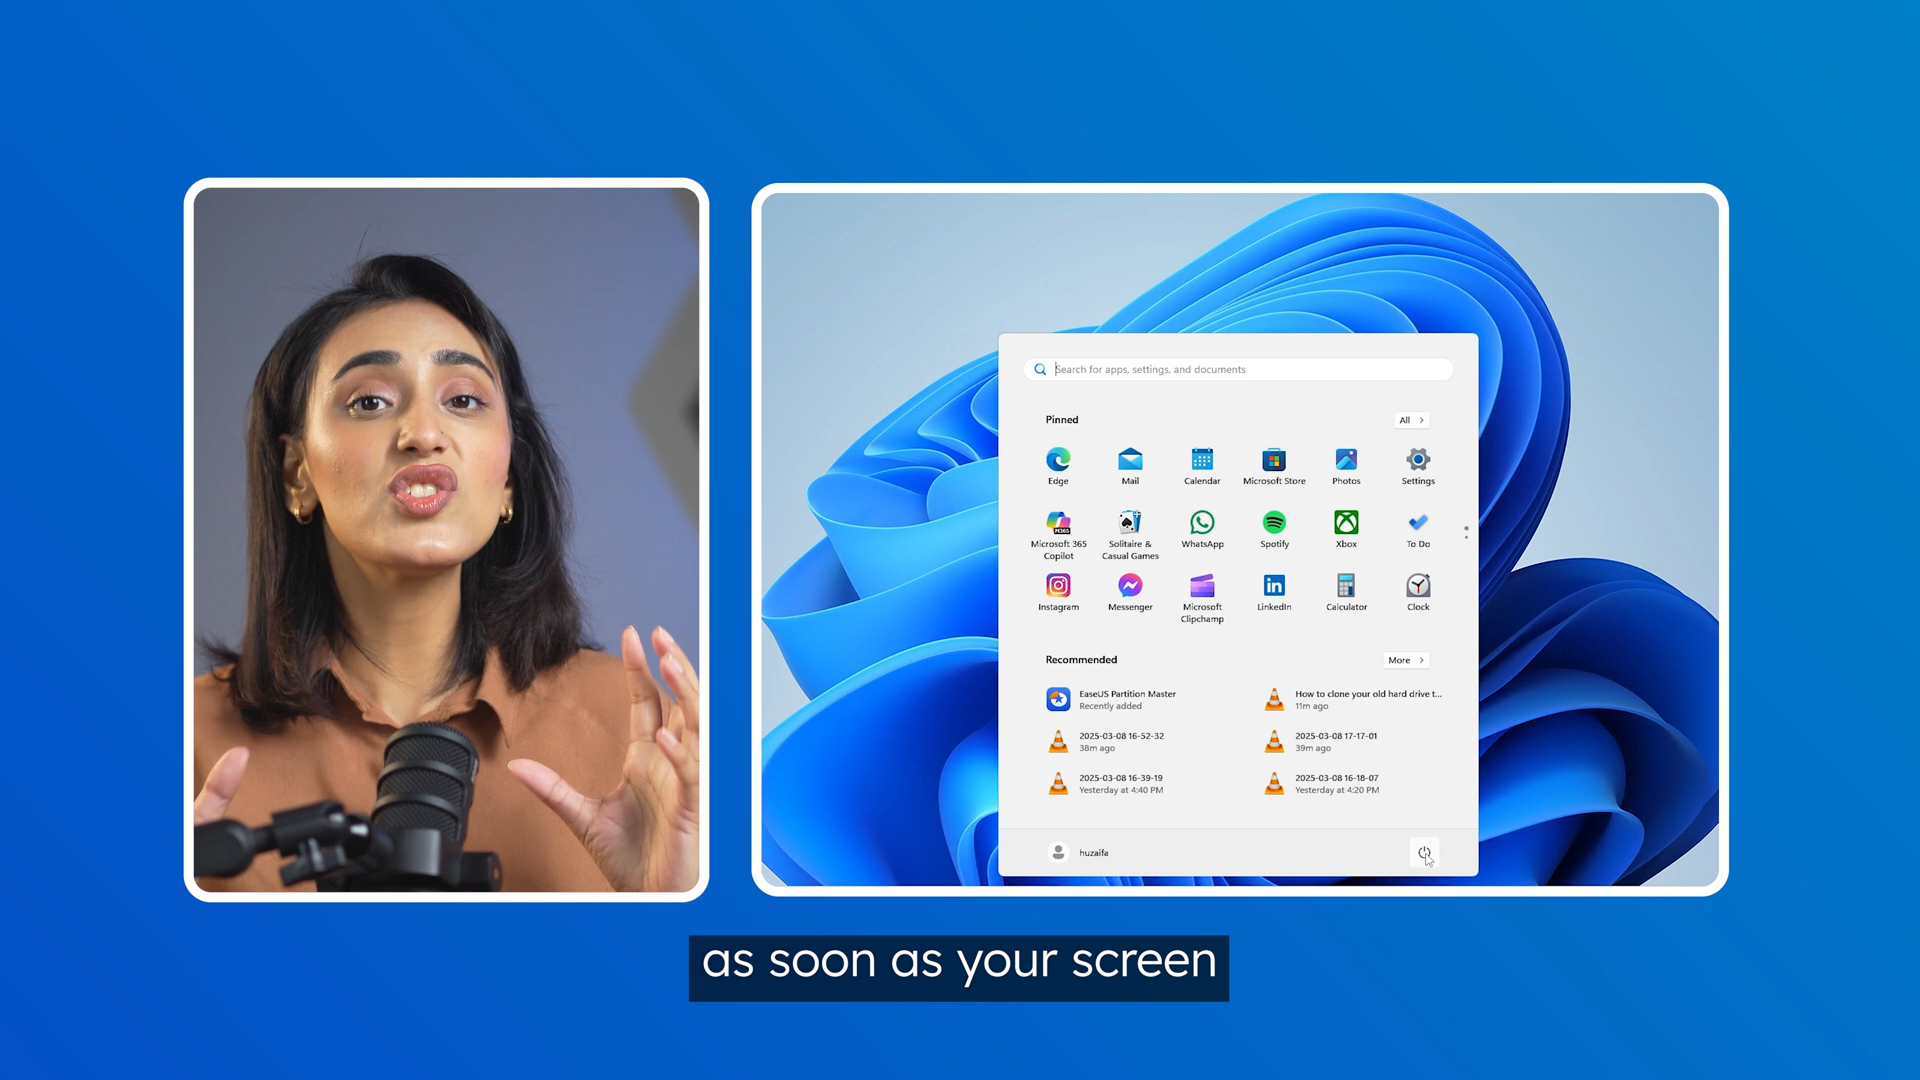 Search for apps, settings, and documents
Pinned
All
Edge
Mail
Calendar
Microsoft Store
Photos
Settings
Microsoft 365
Copilot
M365
Solitaire &
Casual Games
WhatsApp
Spotify
Xbox
To Do
Instagram
Messenger
Microsoft
Clipchamp
LinkedIn
Calculator
Clock
Recommended
More
EaseUS Partition Master
Recently added
How to clone your old hard drive t...
11m ago
2025-03-08 16-52-32
38m ago
2025-03-08 17-17-01
39m ago
2025-03-08 16-39-19
Yesterday at 4:40 PM
2025-03-08 16-18-07
Yesterday at 4:20 PM
huzaifa
as soon as your screen